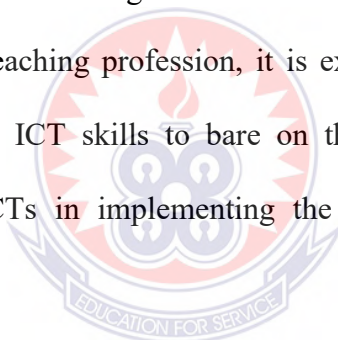 eaching profession, it is ex
ICT skills to bare on th
CTs in implementing the
EDUCATION FOR SERVICE